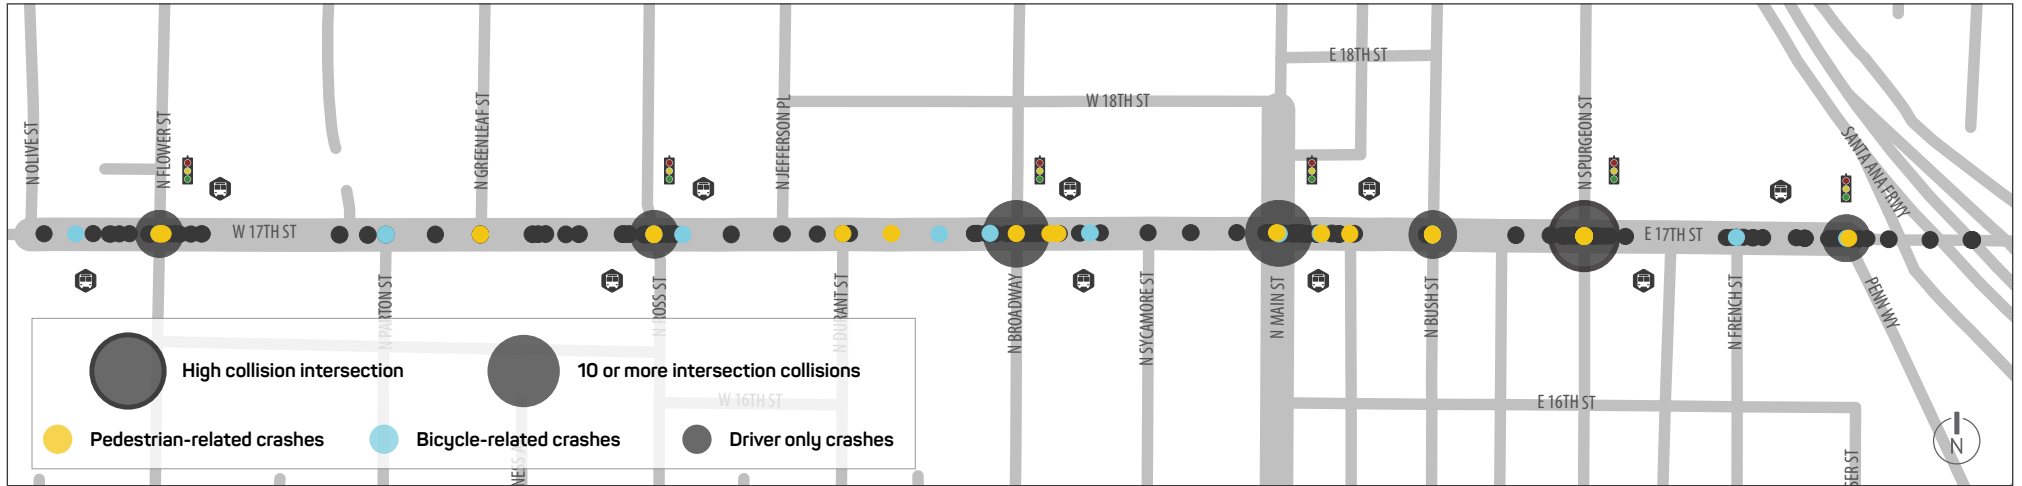 E 18TH ST
W 18TH ST
N OLIVE ST
N FLOWER ST
N GREENLEAF ST
N JEFFERSON PL
N SPURGEON ST
SANTA ANA FRWY
W 17TH ST
E 17TH ST
N PARTON ST
N ROSS ST
N DURANT ST
N BROADWAY
N SYCAMORE ST
N MAIN ST
N BUSH ST
N FRENCH ST
PENN WY
High collision intersection
10 or more intersection collisions
W 16TH ST
E 16TH ST
Pedestrian-related crashes
Bicycle-related crashes
Driver only crashes
N